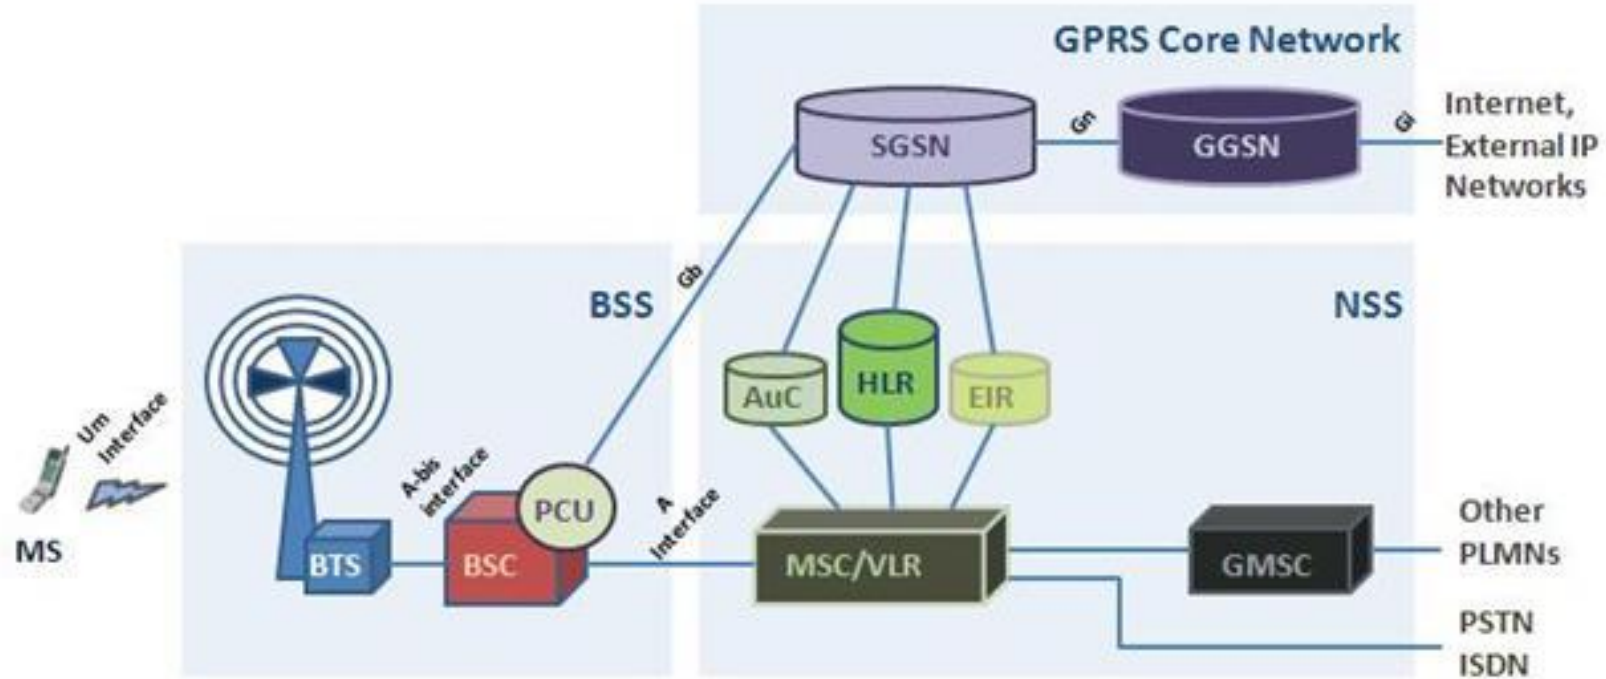 GPRS Core Network
SGSN
Gn
GGSN
Gi
Internet,
External IP
Networks
Gb
BSS
NSS
AuC
HLR
EIR
Um
Interface
MS
BTS
A-bis
interface
BSC
PCU
A
Interface
MSC/VLR
GMSC
Other
PLMNs
PSTN
ISDN